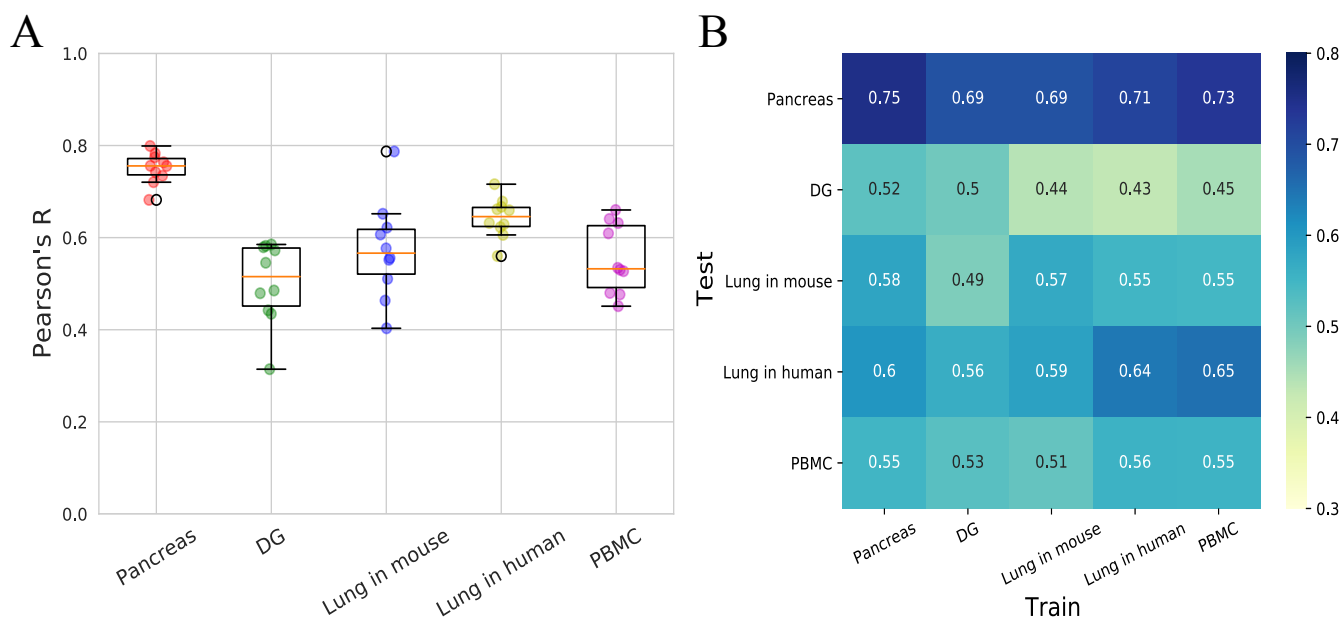 A
1.0
0.8
0.6
0.4
0.2
0.0
Pearson's R
Pancreas
DG
Lung in mouse
Lung in human
PBMC
B
Test
Pancreas 0.75 0.69 0.69 0.71 0.73
DG 0.52 0.5 0.44 0.43 0.45
Lung in mouse 0.58 0.49 0.57 0.55 0.55
Lung in human 0.6 0.56 0.59 0.64 0.65
PBMC 0.55 0.53 0.51 0.56 0.55
Pancreas
DG
Lung in mouse
Lung in human
PBMC
Train
0.8
0.7
0.6
0.5
0.4
0.3